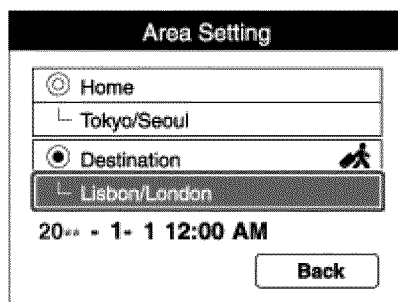 Area Setting
Home
Tokyo/Seoul
Destination
Lisbon/London
20** - 1- 1 12:00 AM
Back